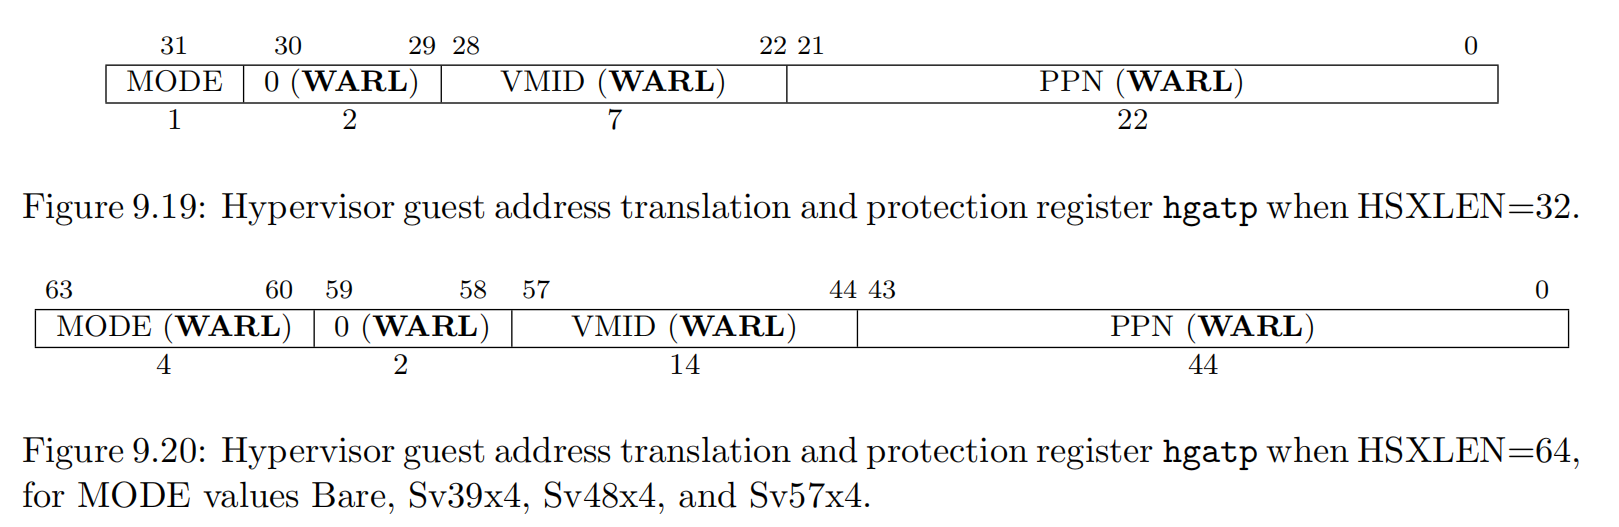 31 30 29 28 22 21 0
MODE 0 (WARL) VMID (WARL) PPN (WARL)
1 2 7 22
Figure 9.19: Hypervisor guest address translation and protection register hgatp when HSXLEN=32.
63 60 59 58 57 44 43 0
MODE (WARL) 0 (WARL) VMID (WARL) PPN (WARL)
4 2 14 44
Figure 9.20: Hypervisor guest address translation and protection register hgatp when HSXLEN=64,
for MODE values Bare, Sv39x4, Sv48x4, and Sv57x4.